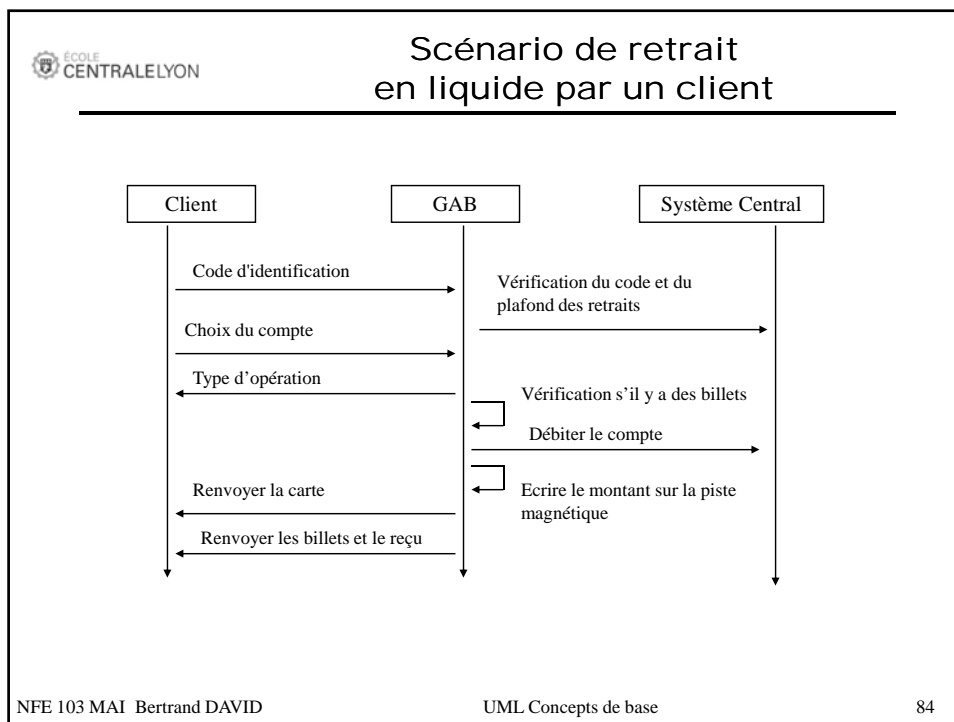 ÉCOLE
CENTRALELYON
Scénario de retrait
en liquide par un client
Client
GAB
Système Central
Code d'identification
Vérification du code et du
plafond des retraits
Choix du compte
Type d’opération
Vérification s’il y a des billets
Débiter le compte
Renvoyer la carte
Ecrire le montant sur la piste
magnétique
Renvoyer les billets et le reçu
NFE 103 MAI Bertrand DAVID
UML Concepts de base
84